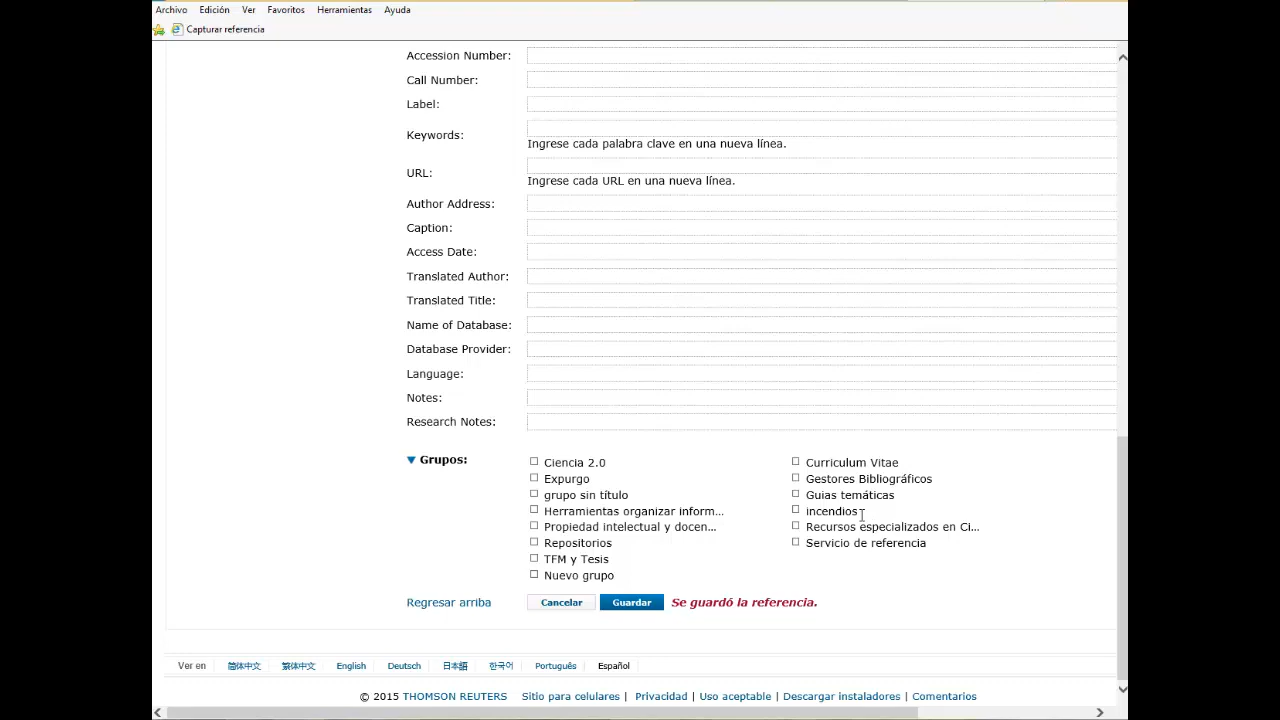 Archivo Edición Ver Favoritos Herramientas Ayuda
Capturar referencia
Accession Number:
Call Number:
Label:
Keywords:
Ingrese cada palabra clave en una nueva línea.
URL:
Ingrese cada URL en una nueva línea.
Author Address:
Caption:
Access Date:
Translated Author:
Translated Title:
Name of Database:
Database Provider:
Language:
Notes:
Research Notes:
Grupos:
Ciencia 2.0 Curriculum Vitae
Expurgo Gestores Bibliográficos
grupo sin título Guias temáticas
Herramientas organizar inform... incendios
Propiedad intelectual y docen... Recursos especializados en Ci...
Repositorios Servicio de referencia
TFM y Tesis
Nuevo grupo
Regresar arriba Cancelar Guardar Se guardó la referencia.
Ver en 简体中文 繁体中文 English Deutsch 日本語 한국어 Português Español
© 2015 THOMSON REUTERS Sitio para celulares | Privacidad | Uso aceptable | Descargar instaladores | Comentarios